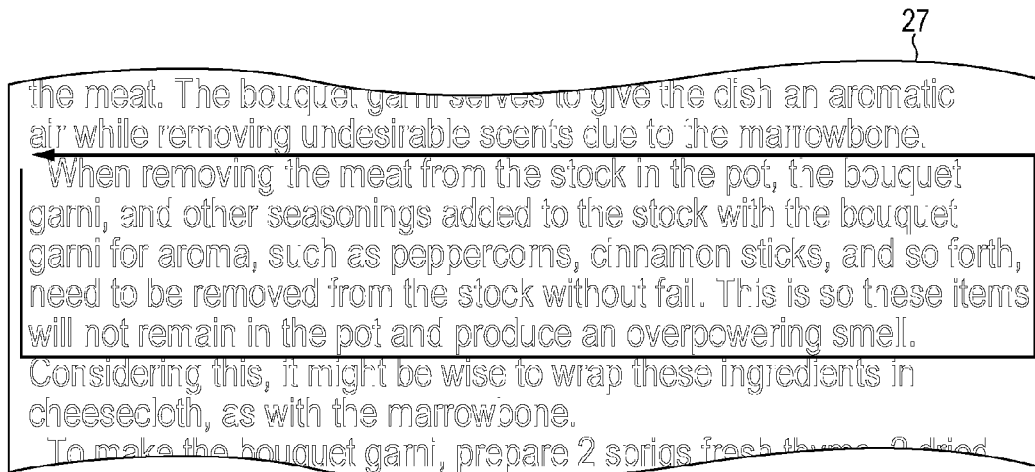 27
the meat. The bouquet garni serves to give the dish an aromatic
air while removing undesirable scents due to the marrowbone.
When removing the meat from the stock in the pot, the bouquet
garni, and other seasonings added to the stock with the bouquet
garni for aroma, such as peppercorns, cinnamon sticks, and so forth,
need to be removed from the stock without fail. This is so these items
will not remain in the pot and produce an overpowering smell.
Considering this, it might be wise to wrap these ingredients in
cheesecloth, as with the marrowbone.
To make the bouquet garni, prepare 2 sprigs fresh thyme, 2 dried